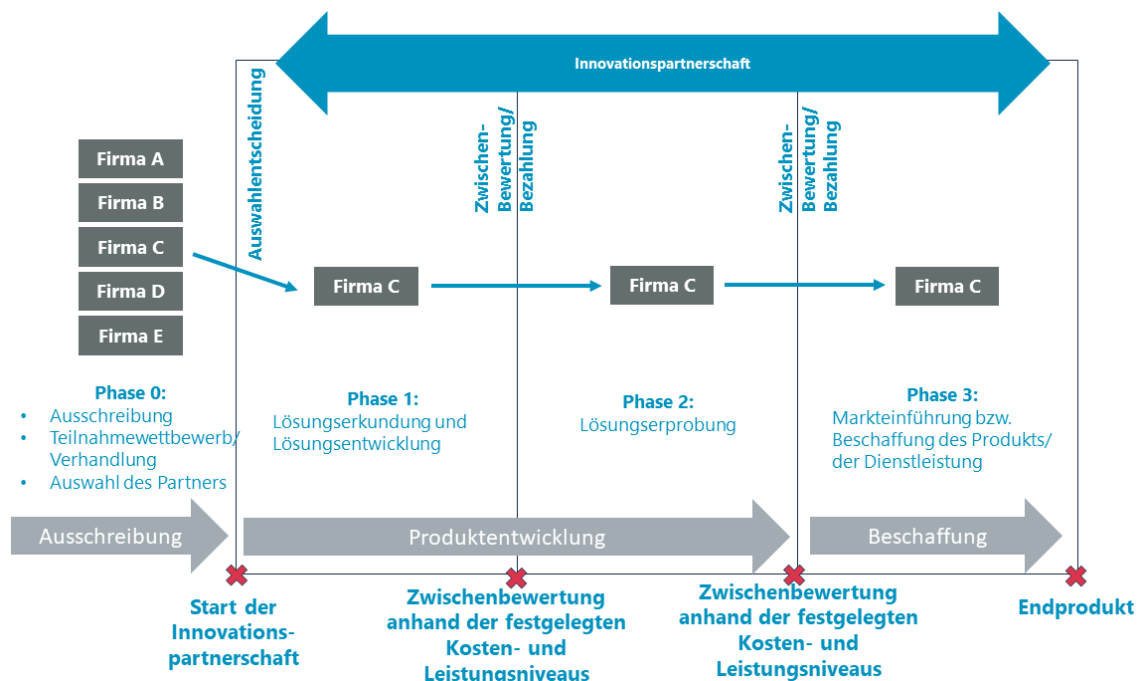 Innovationspartnerschaft
Auswahlentscheidung
Zwischen-
Bewertung/
Bezahlung
Zwischen-
Bewertung/
Bezahlung
Firma A
Firma B
Firma C
Firma D
Firma E
Firma C
Firma C
Firma C
Phase 0:
• Ausschreibung
• Teilnahmewettbewerb/
Verhandlung
• Auswahl des Partners
Phase 1:
Lösungserkundung und
Lösungsentwicklung
Phase 2:
Lösungserprobung
Phase 3:
Markteinführung bzw.
Beschaffung des Produkts/
der Dienstleistung
Ausschreibung
Produktentwicklung
Beschaffung
Start der
Innovations-
partnerschaft
Zwischenbewertung
anhand der festgelegten
Kosten- und
Leistungsniveaus
Zwischenbewertung
anhand der festgelegten
Kosten- und
Leistungsniveaus
Endprodukt